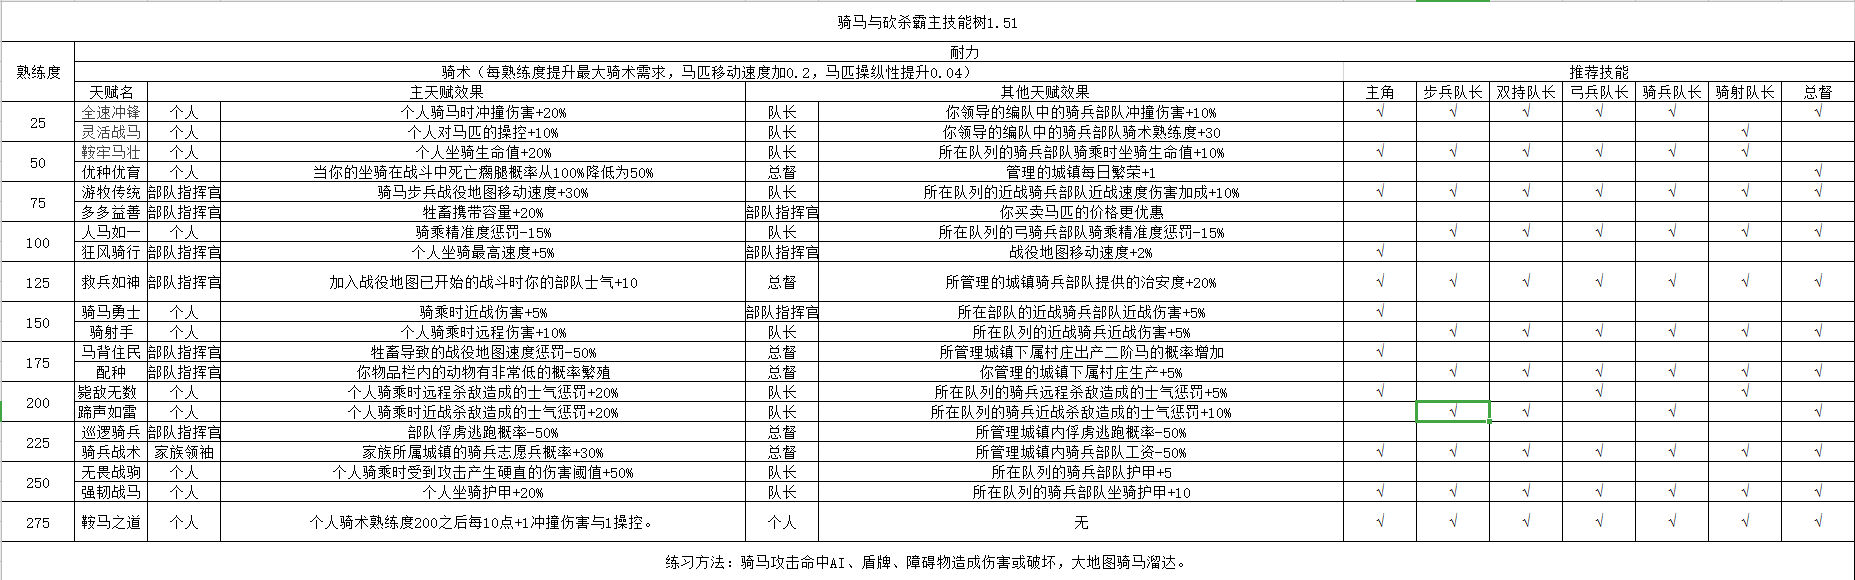 骑马与砍杀霸主技能树1.51
熟练度 耐力
骑术（每熟练度提升最大骑术需求，马匹移动速度加0.2，马匹操纵性提升0.04） 推荐技能
天赋名 主天赋效果 其他天赋效果 主角 步兵队长 双持队长 弓兵队长 骑兵队长 骑射队长 总督
25 全速冲锋 个人 个人骑马时冲撞伤害+20% 队长 你领导的编队中的骑兵部队冲撞伤害+10% √ √ √ √ √ √
灵活战马 个人 个人对马匹的操控+10% 队长 你领导的编队中的骑兵部队骑术熟练度+30 √
50 鞍牢马壮 个人 个人坐骑生命值+20% 队长 所在队列的骑兵部队骑乘时坐骑生命值+10% √ √ √ √ √ √
优种优育 个人 当你的坐骑在战斗中死亡瘸腿概率从100%降低为50% 总督 管理的城镇每日繁荣+1 √
75 游牧传统 部队指挥官 骑马步兵战役地图移动速度+30% 队长 所在队列的近战骑兵部队近战速度伤害加成+10% √ √ √ √ √ √ √
多多益善 部队指挥官 牲畜携带容量+20% 部队指挥官 你买卖马匹的价格更优惠
100 人马如一 个人 骑乘精准度惩罚-15% 队长 所在队列的弓骑兵部队骑乘精准度惩罚-15% √ √ √ √ √ √
狂风骑行 部队指挥官 个人坐骑最高速度+5% 部队指挥官 战役地图移动速度+2% √
125 救兵如神 部队指挥官 加入战役地图已开始的战斗时你的部队士气+10 总督 所管理的城镇骑兵部队提供的治安度+20% √ √ √ √ √ √ √
150 骑马勇士 个人 骑乘时近战伤害+5% 部队指挥官 所在部队的近战骑兵部队近战伤害+5% √
骑射手 个人 个人骑乘时远程伤害+10% 队长 所在队列的近战骑兵近战伤害+5% √ √ √ √ √ √
175 马背住民 部队指挥官 牲畜导致的战役地图速度惩罚-50% 总督 所管理城镇下属村庄出产二阶马的概率增加 √
配种 部队指挥官 你物品栏内的动物有非常低的概率繁殖 总督 你管理的城镇下属村庄生产+5% √ √ √ √ √ √
200 毙敌无数 个人 个人骑乘时远程杀敌造成的士气惩罚+20% 队长 所在队列的骑兵远程杀敌造成的士气惩罚+5% √ √ √
蹄声如雷 个人 个人骑乘时近战杀敌造成的士气惩罚+20% 队长 所在队列的骑兵近战杀敌造成的士气惩罚+10% √ √ √ √
225 巡逻骑兵 部队指挥官 部队俘虏逃跑概率-50% 总督 所管理城镇内俘虏逃跑概率-50%
骑兵战术 家族领袖 家族所属城镇的骑兵志愿兵概率+30% 总督 所管理城镇内骑兵部队工资-50% √ √ √ √ √ √ √
250 无畏战驹 个人 个人骑乘时受到攻击产生硬直的伤害阈值+50% 队长 所在队列的骑兵部队护甲+5
强韧战马 个人 个人坐骑护甲+20% 队长 所在队列的骑兵部队坐骑护甲+10 √ √ √ √ √ √ √
275 鞍马之道 个人 个人骑术熟练度200之后每10点+1冲撞伤害与1操控。 个人 无 √ √ √ √ √ √ √
练习方法：骑马攻击命中AI、盾牌、障碍物造成伤害或破坏，大地图骑马溜达。